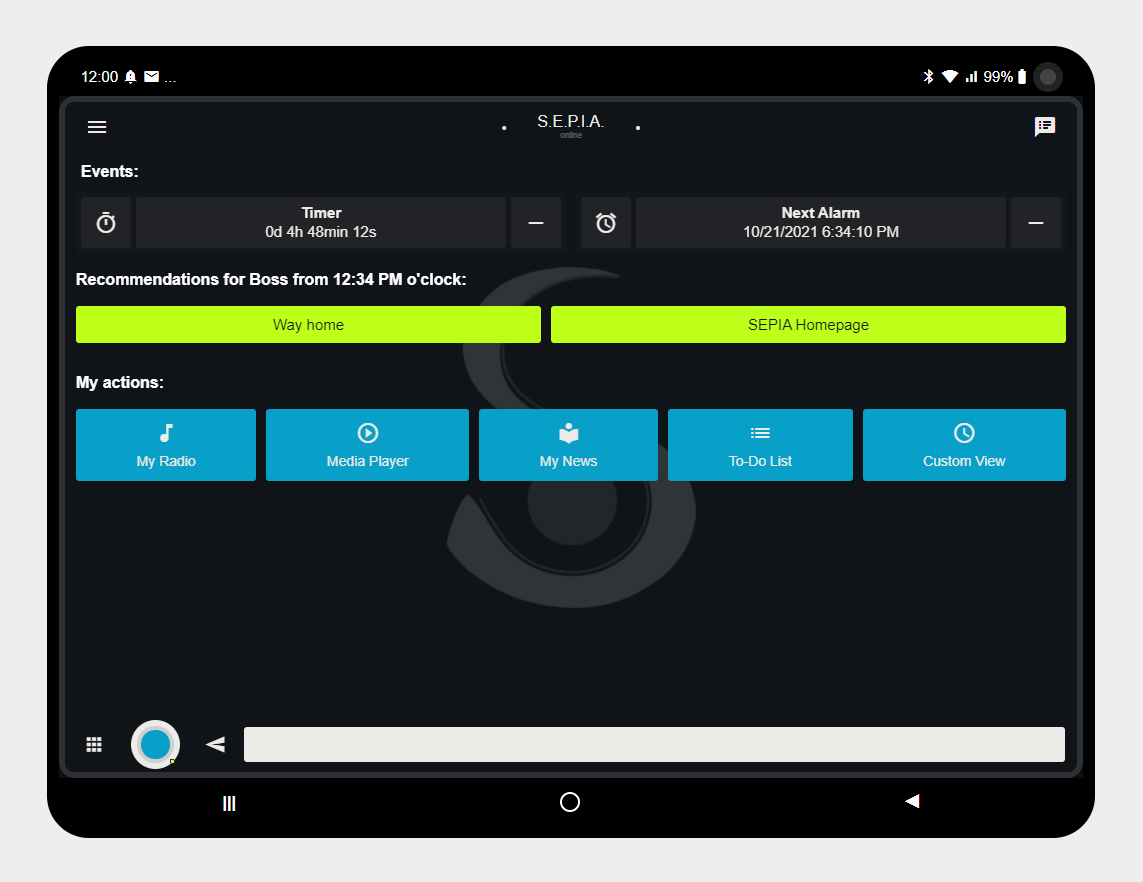 12:00 ...
99%
S.E.P.I.A.
online
Events:
Timer
0d 4h 48min 12s
Next Alarm
10/21/2021 6:34:10 PM
Recommendations for Boss from 12:34 PM o'clock:
Way home
SEPIA Homepage
My actions:
My Radio
Media Player
My News
To-Do List
Custom View